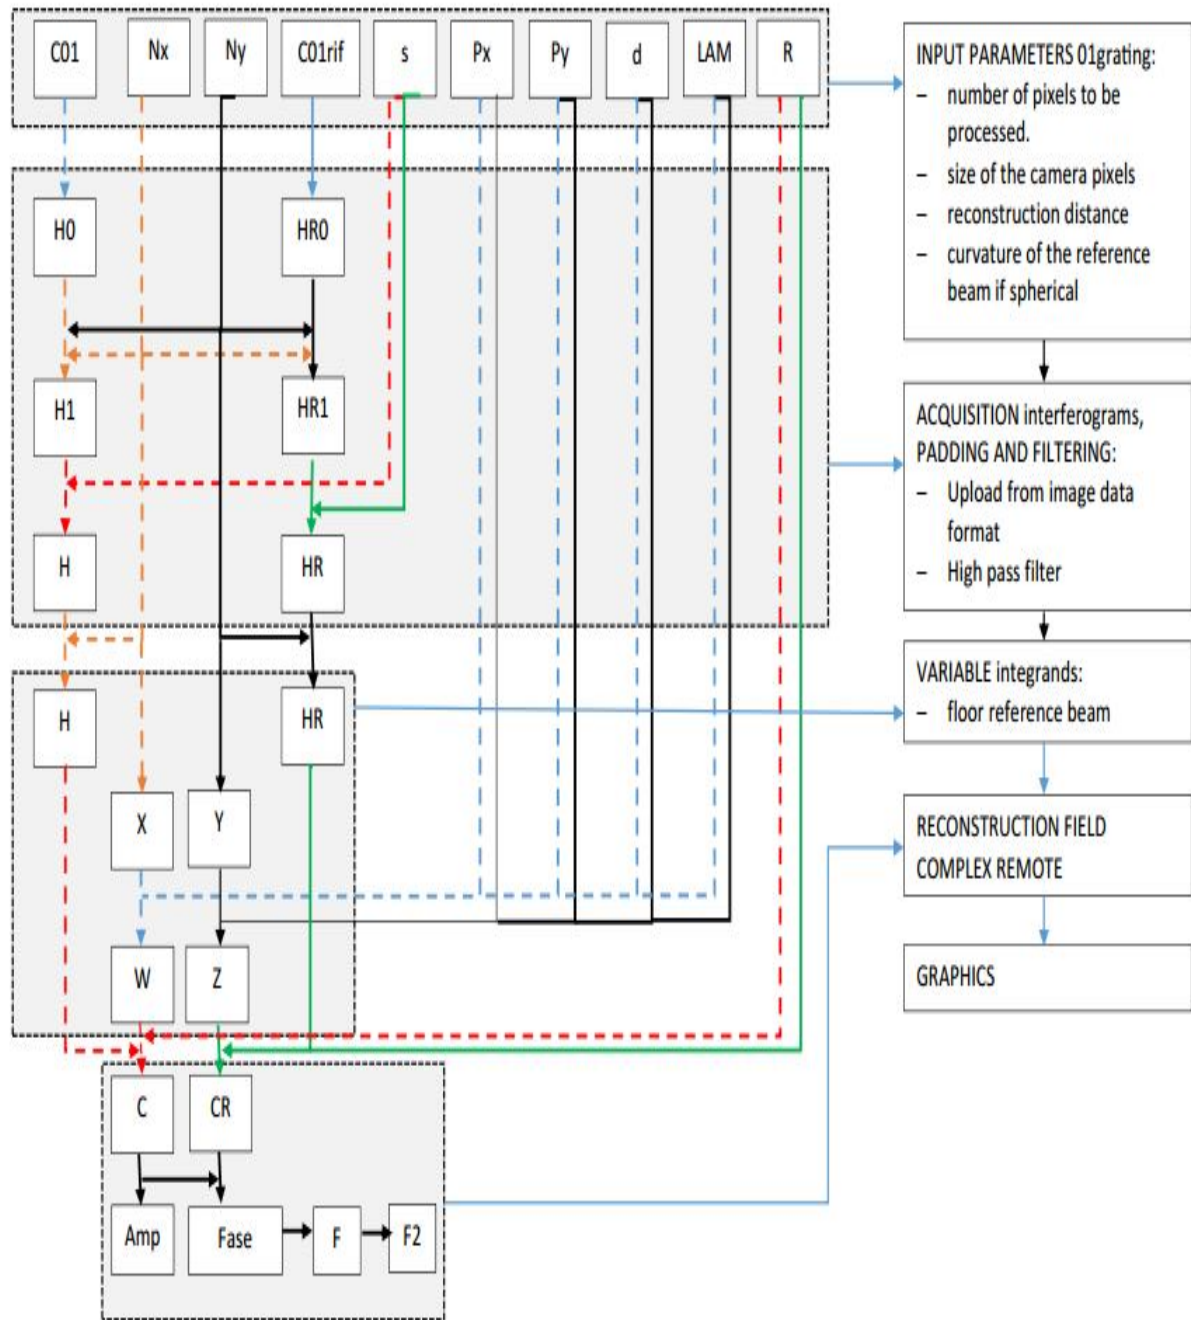 C01 Nx Ny C01rif s Px Py d LAM R
H0 HR0
H1 HR1
H HR
H HR
X Y
W Z
C CR
Amp Fase F F2
INPUT PARAMETERS 01grating:
– number of pixels to be
processed.
– size of the camera pixels
– reconstruction distance
– curvature of the reference
beam if spherical
ACQUISITION interferograms,
PADDING AND FILTERING:
– Upload from image data
format
– High pass filter
VARIABLE integrands:
– floor reference beam
RECONSTRUCTION FIELD
COMPLEX REMOTE
GRAPHICS